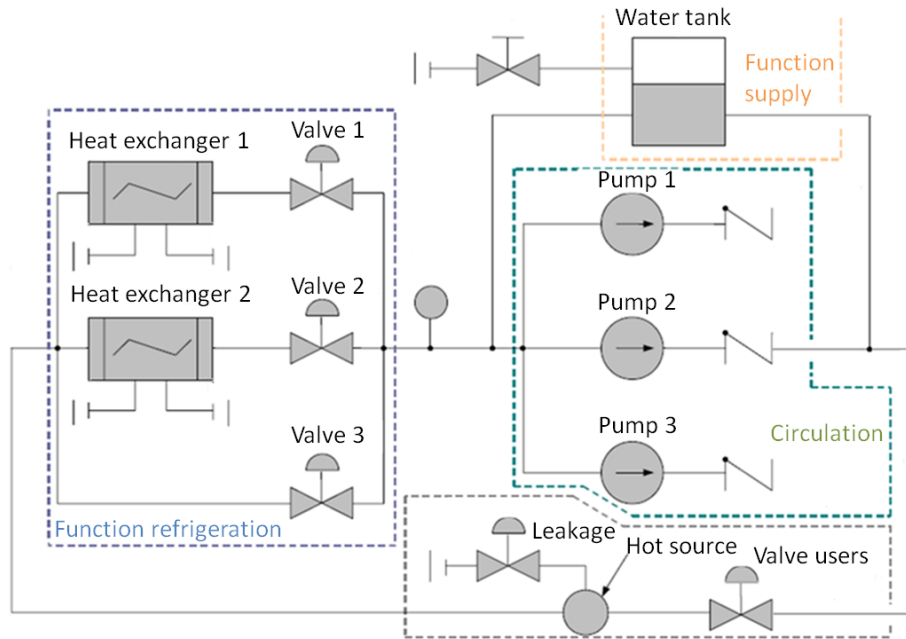 Water tank
Function
supply
Heat exchanger 1
Valve 1
Pump 1
Heat exchanger 2
Valve 2
Pump 2
Valve 3
Pump 3
Circulation
Function refrigeration
Leakage
Hot source
Valve users